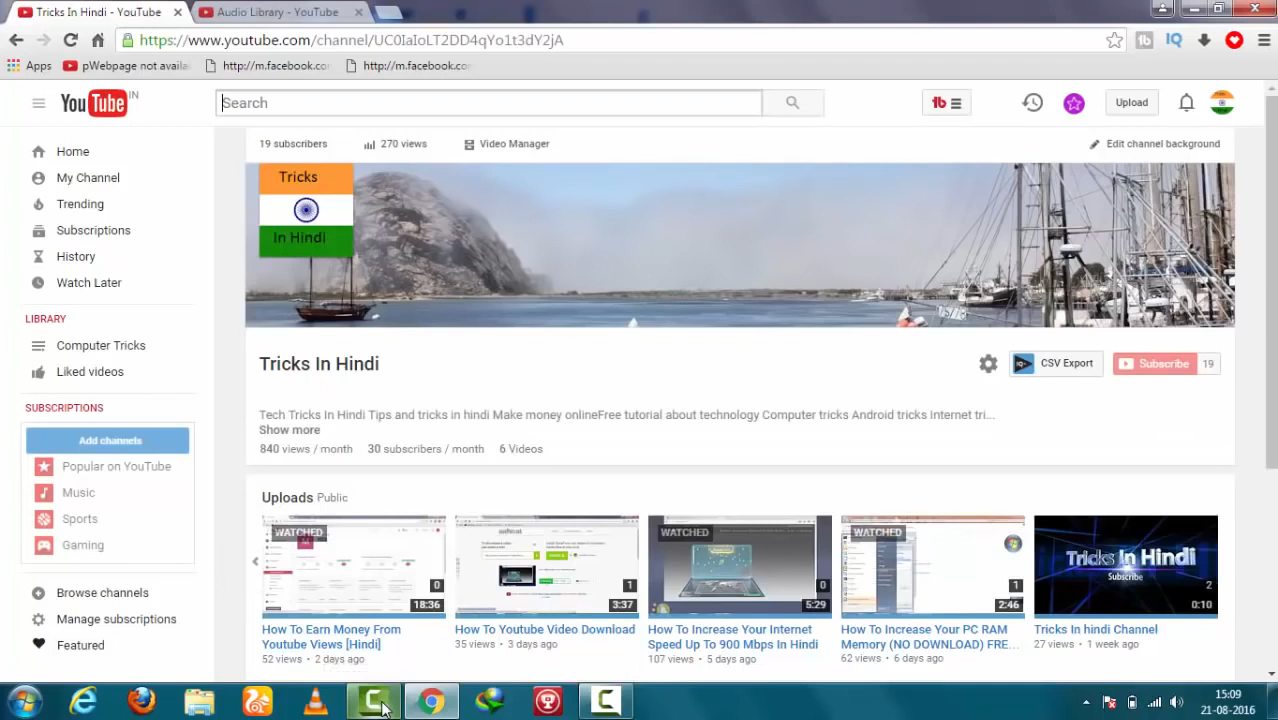 Tricks In Hindi - YouTube
Audio Library - YouTube
https://www.youtube.com/channel/UC0IaIoLT2DD4qYo1t3dY2jA
Apps
pWebpage not availa
http://m.facebook.co
http://m.facebook.co
YouTube IN
Search
tb
Upload
Home
My Channel
Trending
Subscriptions
History
Watch Later
LIBRARY
Computer Tricks
Liked videos
SUBSCRIPTIONS
Add channels
Popular on YouTube
Music
Sports
Gaming
Browse channels
Manage subscriptions
Featured
19 subscribers
270 views
Video Manager
Edit channel background
Tricks
In Hindi
Tricks In Hindi
CSV Export
Subscribe 19
Tech Tricks In Hindi Tips and tricks in hindi Make money onlineFree tutorial about technology Computer tricks Android tricks Internet tri...
Show more
840 views / month
30 subscribers / month
6 Videos
Uploads Public
WATCHED
0
18:36
How To Earn Money From
Youtube Views [Hindi]
52 views • 2 days ago
1
3:37
How To Youtube Video Download
35 views • 3 days ago
WATCHED
0
5:29
How To Increase Your Internet
Speed Up To 900 Mbps In Hindi
107 views • 5 days ago
WATCHED
1
2:46
How To Increase Your PC RAM
Memory (NO DOWNLOAD) FRE...
62 views • 6 days ago
Tricks In Hindi
Subscribe
2
0:10
Tricks In hindi Channel
27 views • 1 week ago
15:09
21-08-2016